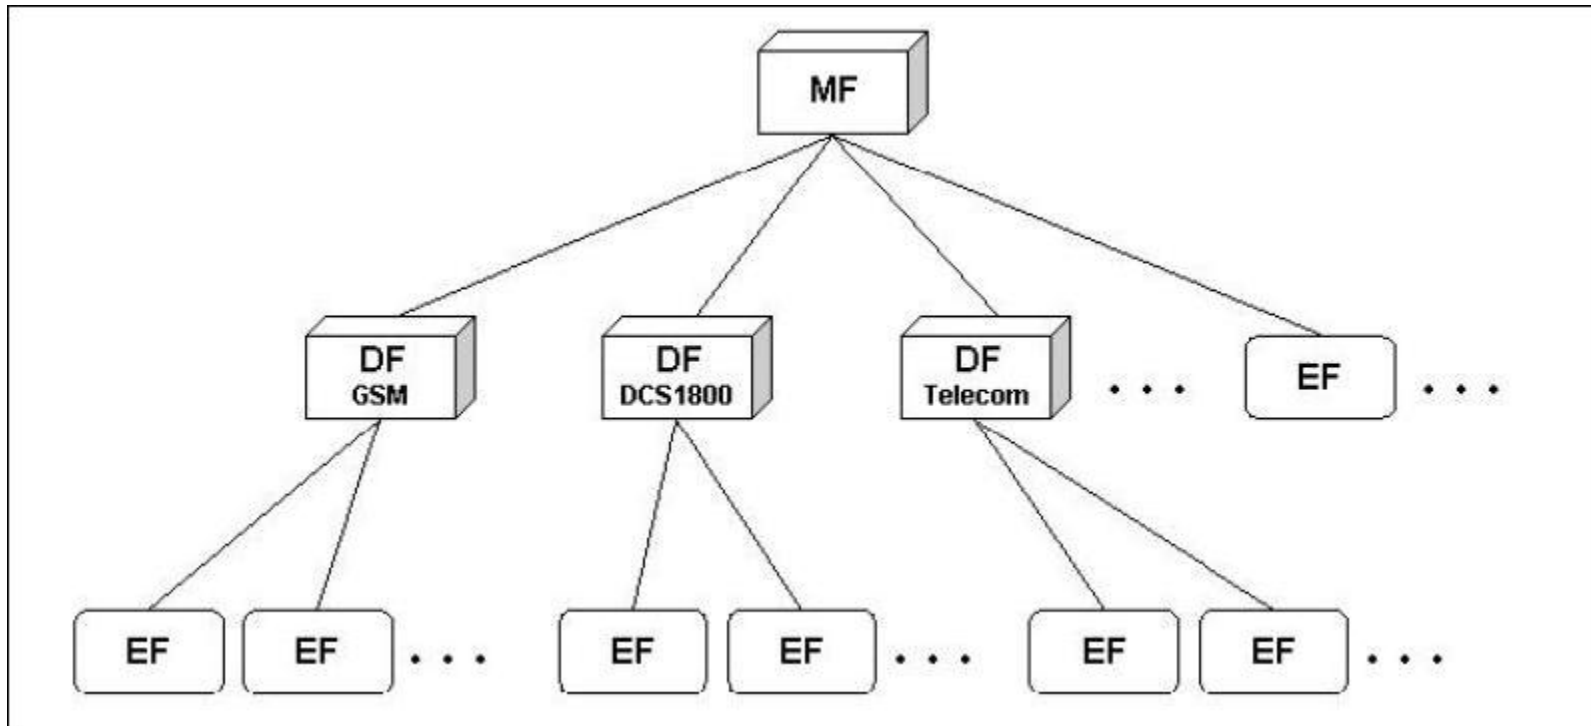 MF
DF
GSM
DF
DCS1800
DF
Telecom
. . .
EF
. . .
EF
EF
. . .
EF
EF
. . .
EF
EF
. . .